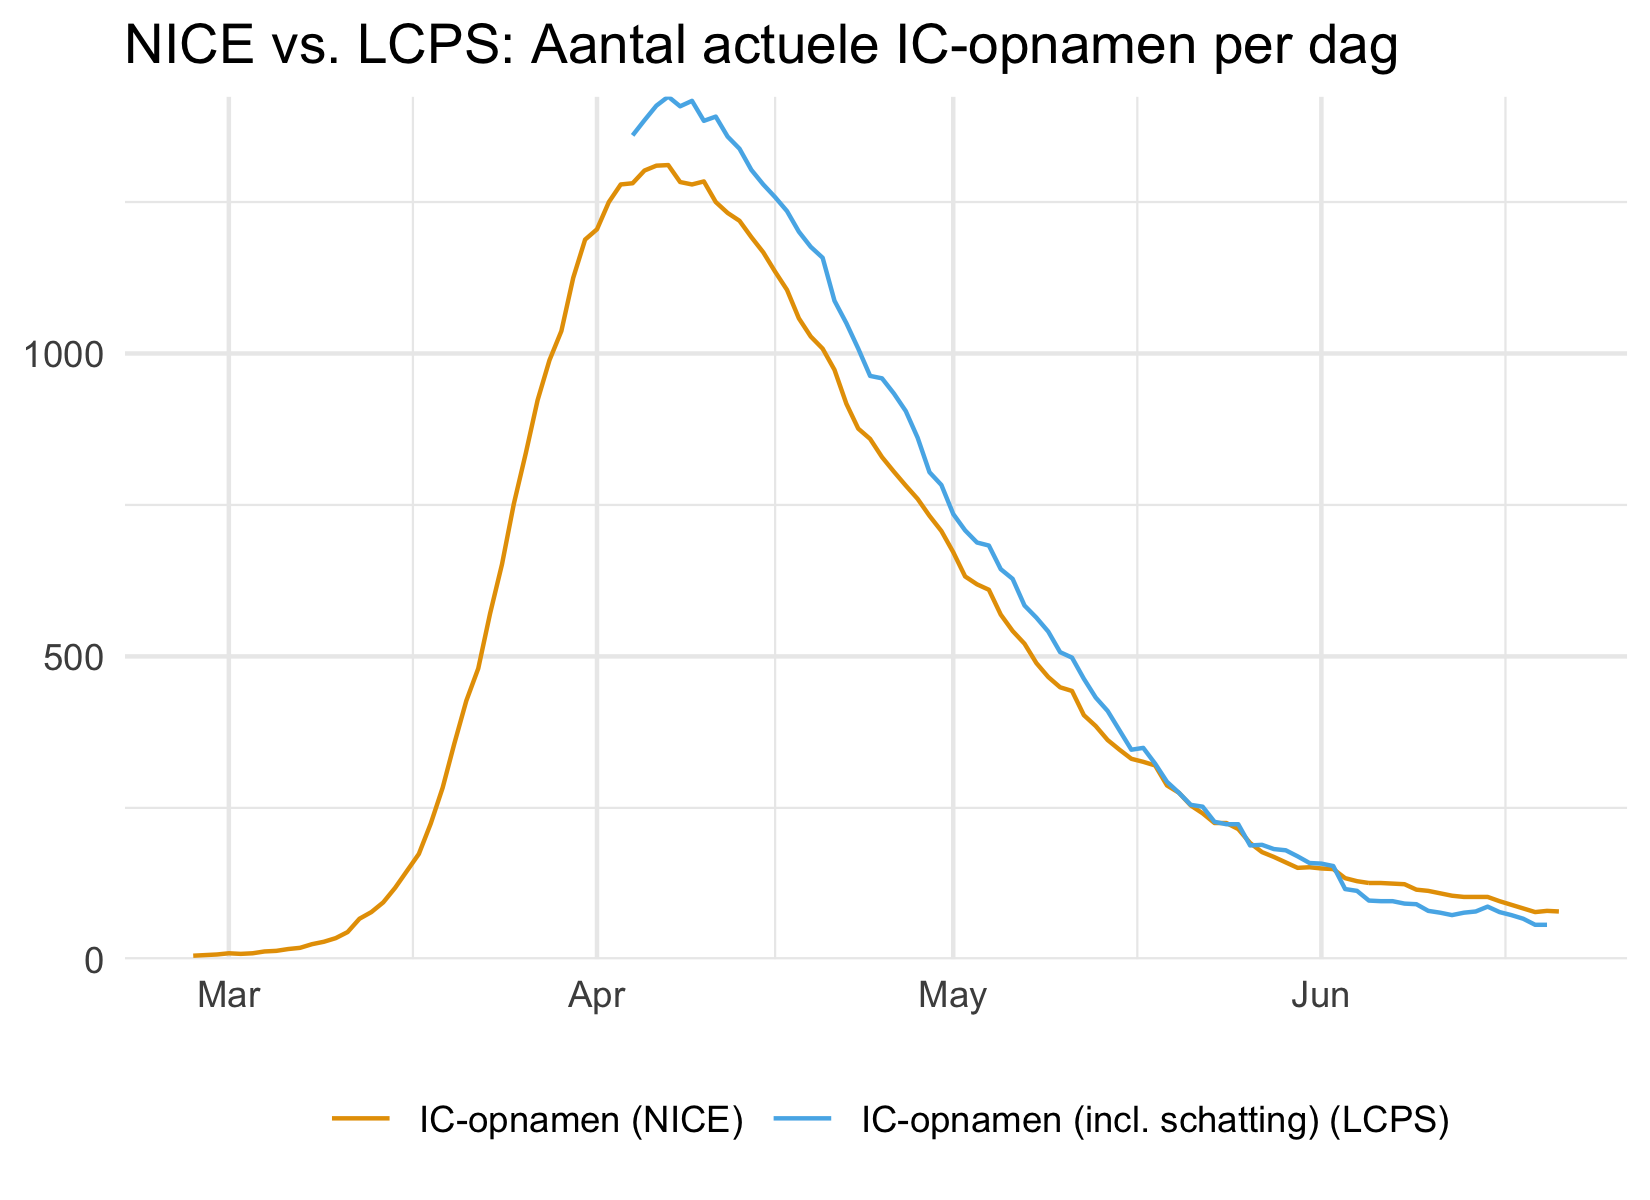 NICE vs. LCPS: Aantal actuele IC-opnamen per dag
1000
500
0
Mar Apr May Jun
IC-opnamen (NICE) IC-opnamen (incl. schatting) (LCPS)